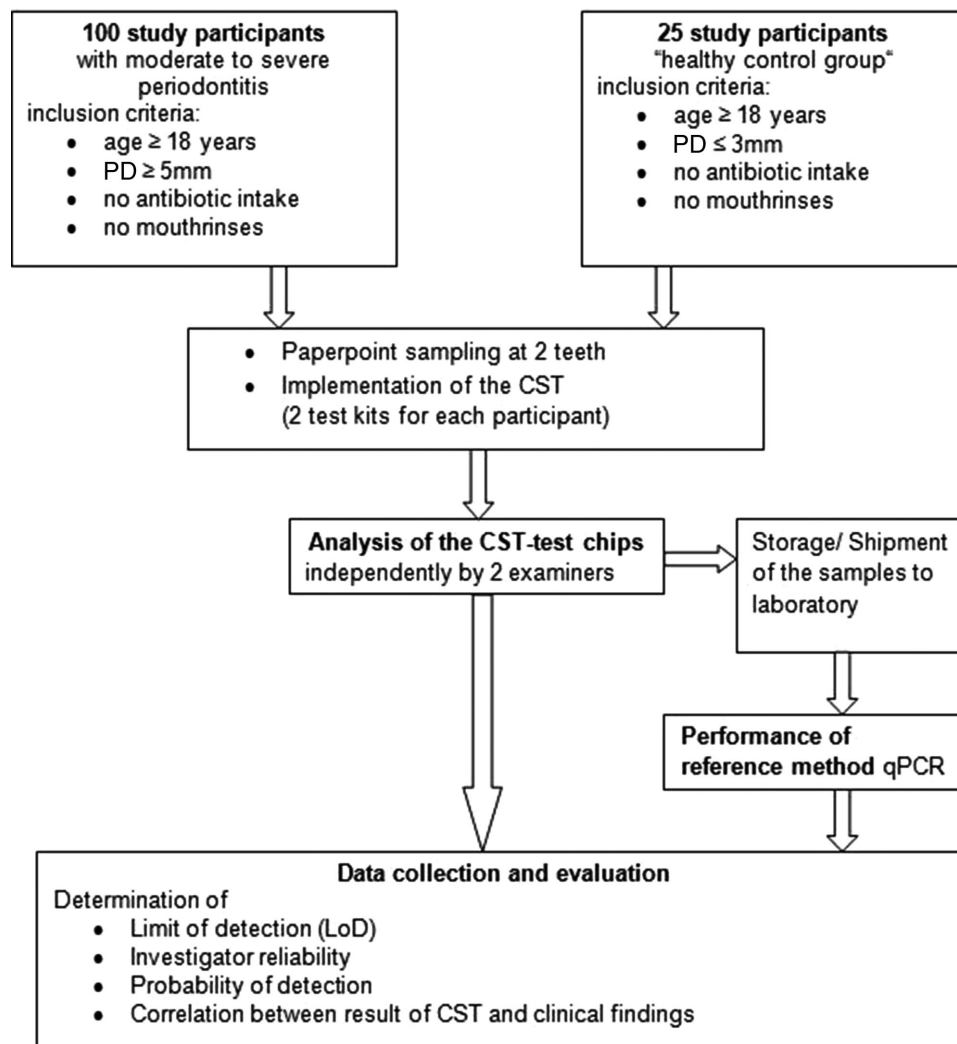 100 study participants
with moderate to severe
periodontitis
inclusion criteria:
• age ≥ 18 years
• PD ≥ 5mm
• no antibiotic intake
• no mouthrinses
25 study participants
“healthy control group“
inclusion criteria:
• age ≥ 18 years
• PD ≤ 3mm
• no antibiotic intake
• no mouthrinses
• Paperpoint sampling at 2 teeth
• Implementation of the CST
(2 test kits for each participant)
Analysis of the CST-test chips
independently by 2 examiners
Storage/ Shipment
of the samples to
laboratory
Performance of
reference method qPCR
Data collection and evaluation
Determination of
• Limit of detection (LoD)
• Investigator reliability
• Probability of detection
• Correlation between result of CST and clinical findings